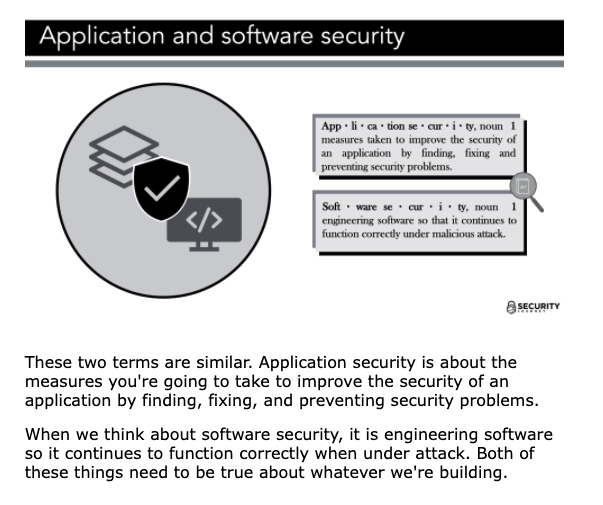 Application and software security
App · li · ca · tion se · cur · i · ty, noun 1
measures taken to improve the security of
an application by finding, fixing and
preventing security problems.
Soft · ware se · cur · i · ty, noun 1
engineering software so that it continues to
function correctly under malicious attack.
</>
SECURITY
JOURNEY
These two terms are similar. Application security is about the
measures you're going to take to improve the security of an
application by finding, fixing, and preventing security problems.
When we think about software security, it is engineering software
so it continues to function correctly when under attack. Both of
these things need to be true about whatever we're building.